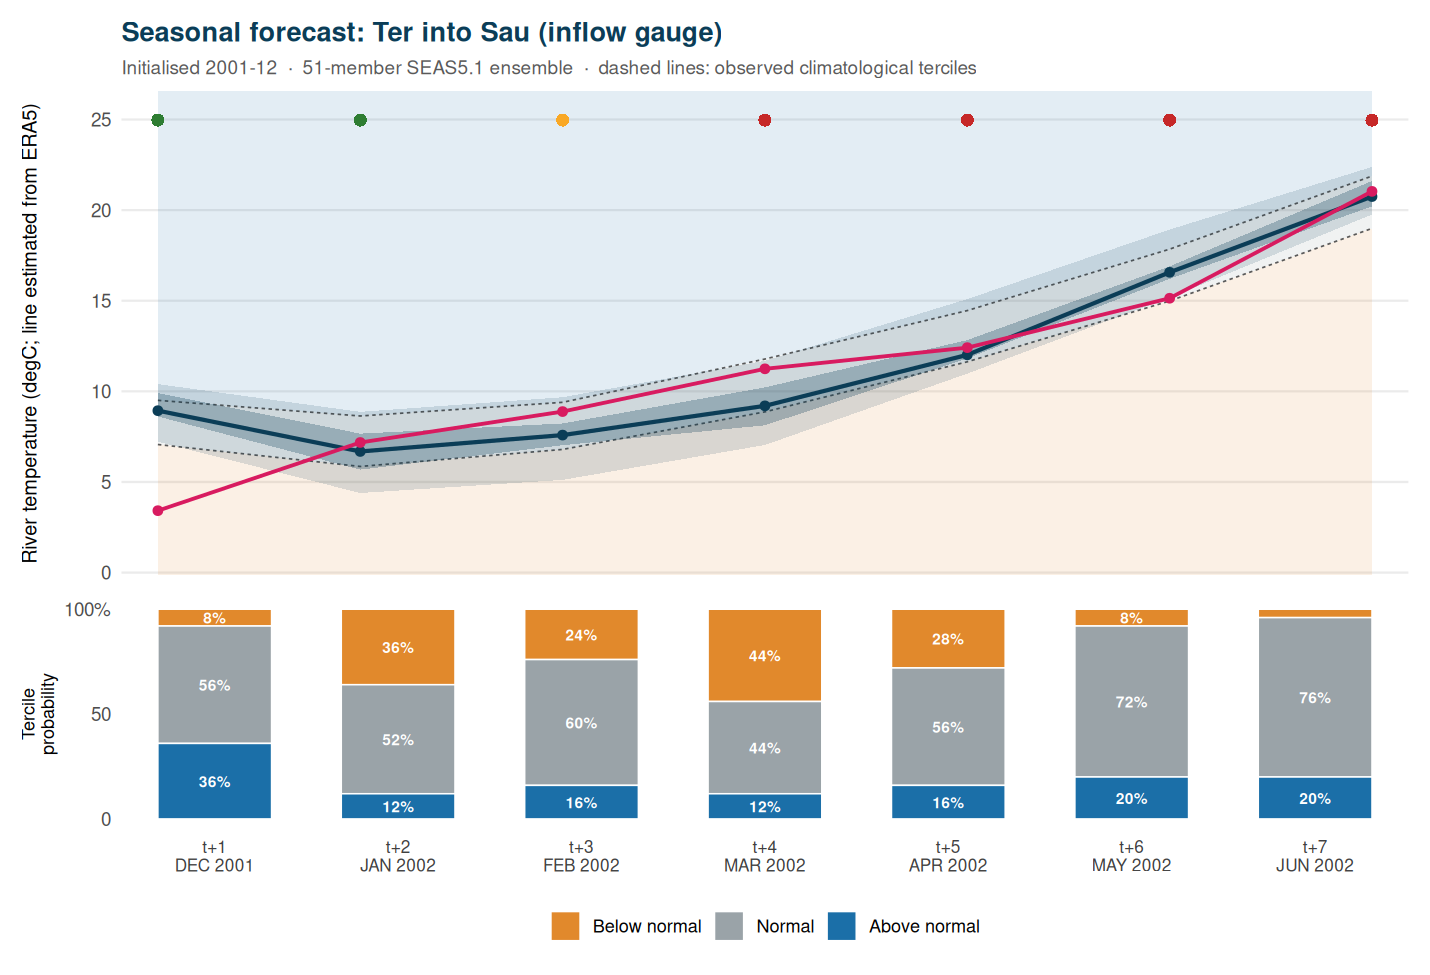 Seasonal forecast: Ter into Sau (inflow gauge)
Initialised 2001-12 · 51-member SEAS5.1 ensemble · dashed lines: observed climatological terciles
River temperature (degC; line estimated from ERA5)
25
20
15
10
5
0
Tercile
probability
100%
50
0
8%
56%
36%
36%
52%
12%
24%
60%
16%
44%
44%
12%
28%
56%
16%
8%
72%
20%
76%
20%
t+1
DEC 2001
t+2
JAN 2002
t+3
FEB 2002
t+4
MAR 2002
t+5
APR 2002
t+6
MAY 2002
t+7
JUN 2002
Below normal
Normal
Above normal